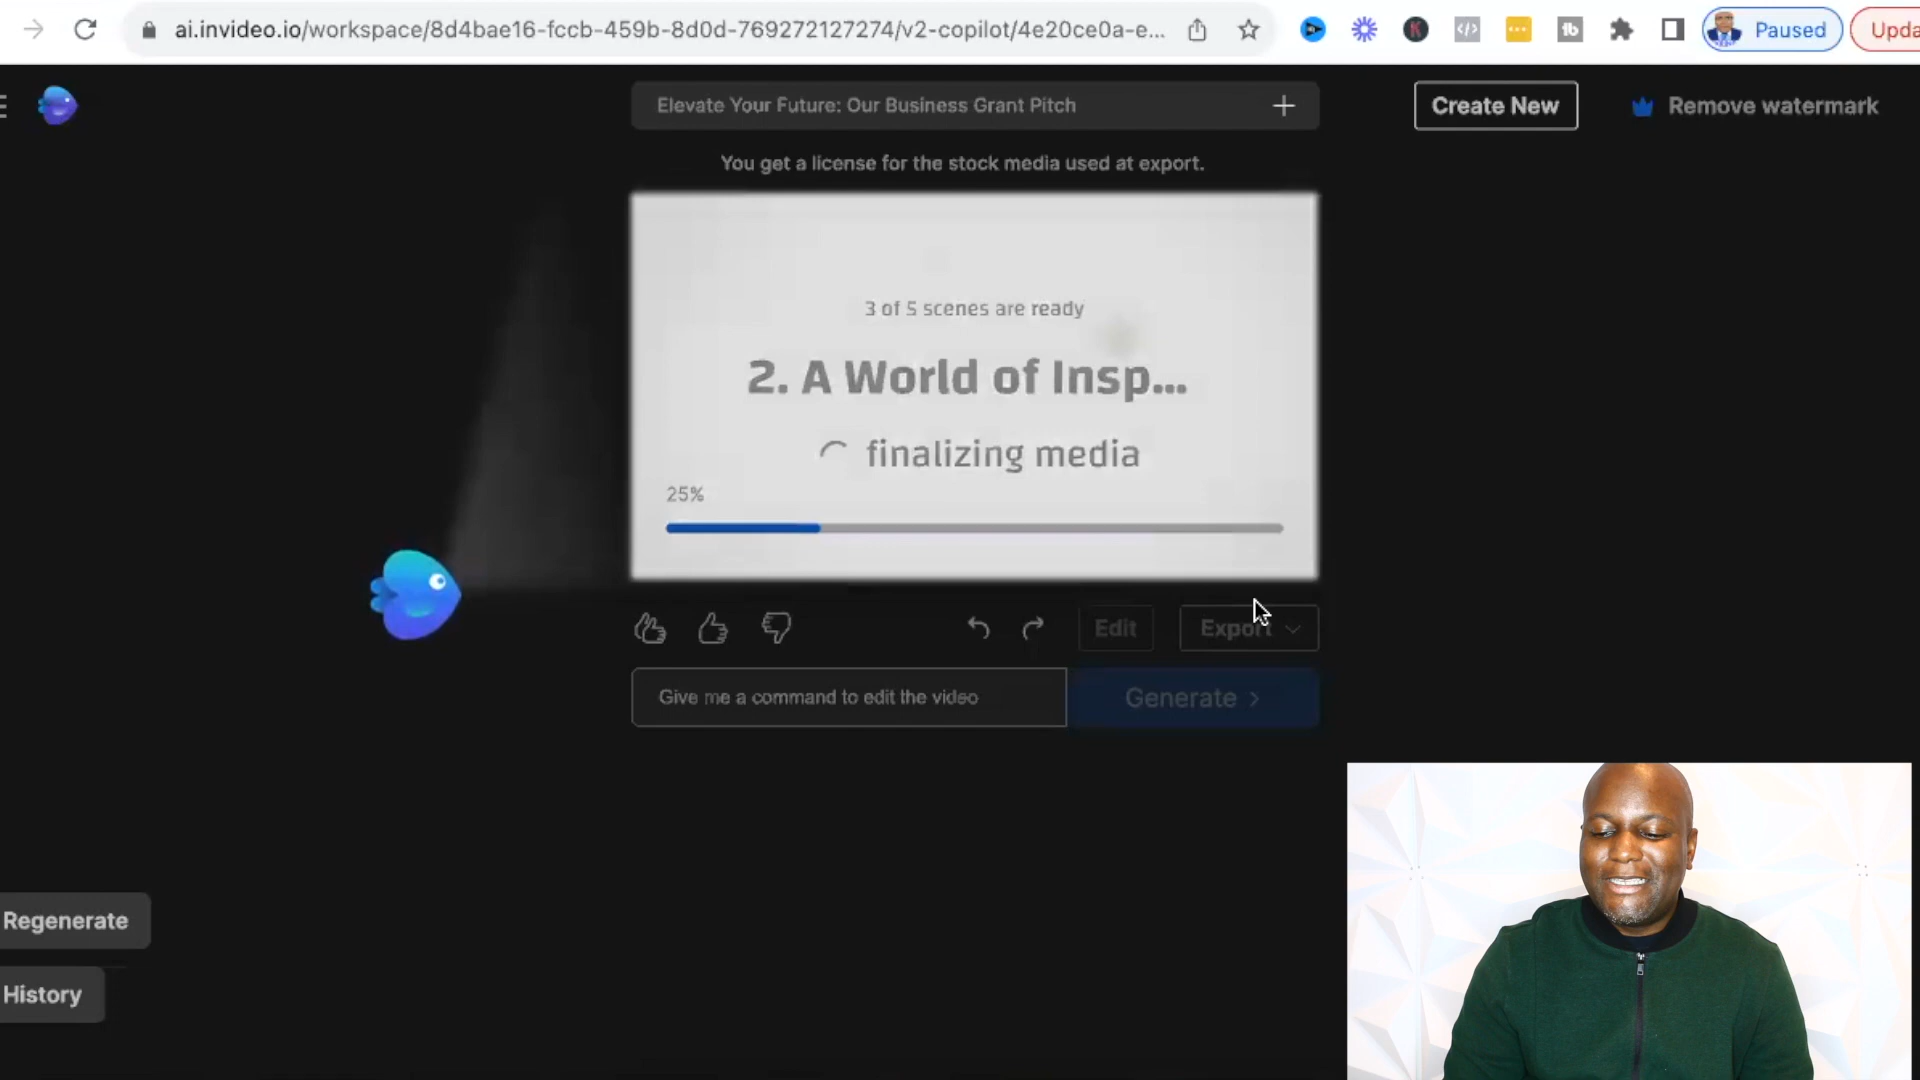 ai.invideo.io/workspace/8d4bae16-fccb-459b-8d0d-769272127274/v2-copilot/4e20ce0a-e...
Paused
Upda
Elevate Your Future: Our Business Grant Pitch
Create New
Remove watermark
You get a license for the stock media used at export.
3 of 5 scenes are ready
2. A World of Insp...
finalizing media
25%
Edit
Export
Give me a command to edit the video
Generate
Regenerate
History